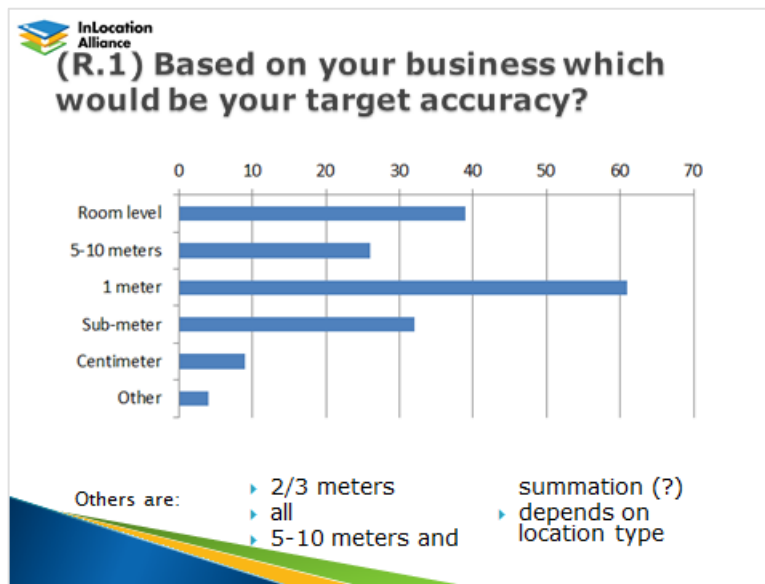 InLocation
Alliance
(R.1) Based on your business which
would be your target accuracy?
0 10 20 30 40 50 60 70
Room level
5-10 meters
1 meter
Sub-meter
Centimeter
Other
Others are:
2/3 meters
all
5-10 meters and
summation (?)
depends on
location type